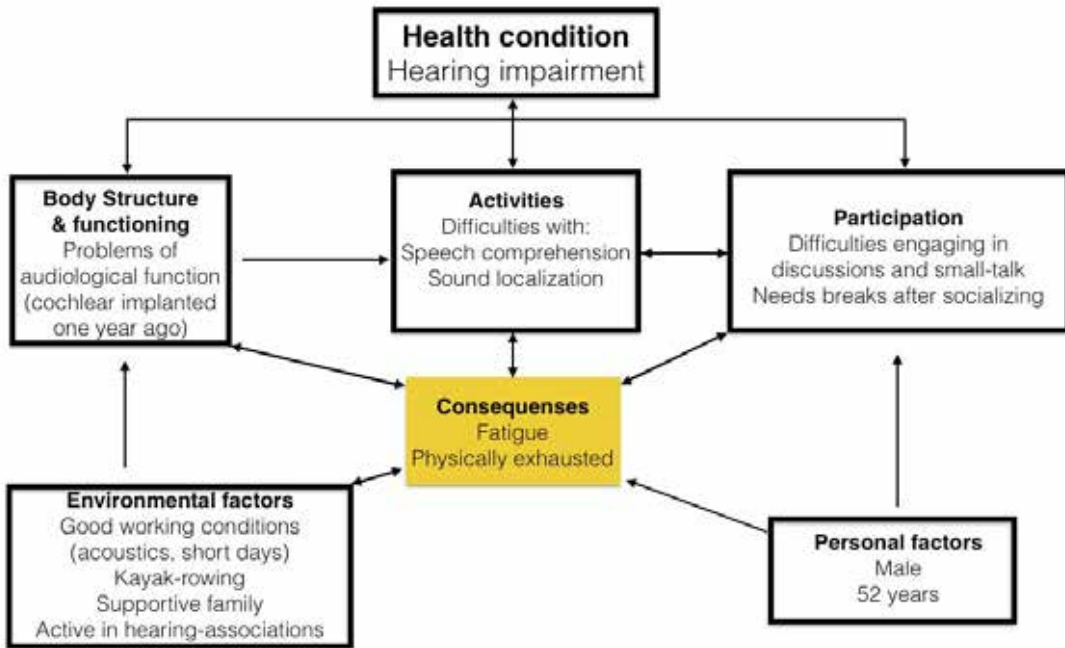 Health condition
Hearing impairment
Body Structure
& functioning
Problems of
audiological function
(cochlear implanted
one year ago)
Activities
Difficulties with:
Speech comprehension
Sound localization
Participation
Difficulties engaging in
discussions and small-talk
Needs breaks after socializing
Consequenses
Fatigue
Physically exhausted
Environmental factors
Good working conditions
(acoustics, short days)
Kayak-rowing
Supportive family
Active in hearing-associations
Personal factors
Male
52 years